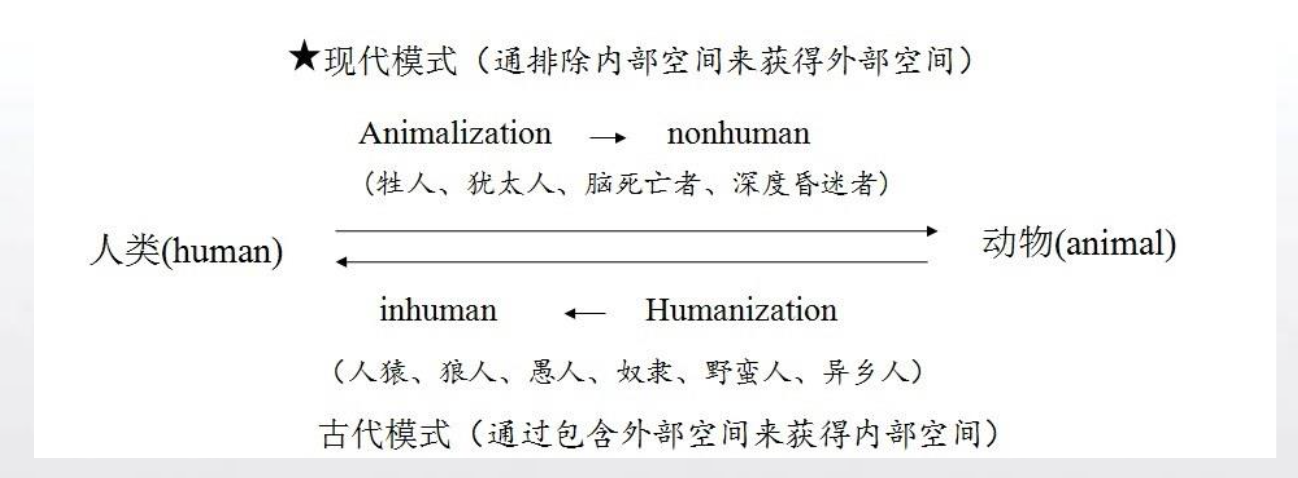 ★现代模式（通排除内部空间来获得外部空间）
Animalization → nonhuman
（牲人、犹太人、脑死亡者、深度昏迷者）
人类(human) 动物(animal)
inhuman ← Humanization
（人猿、狼人、愚人、奴隶、野蛮人、异乡人）
古代模式（通过包含外部空间来获得内部空间）